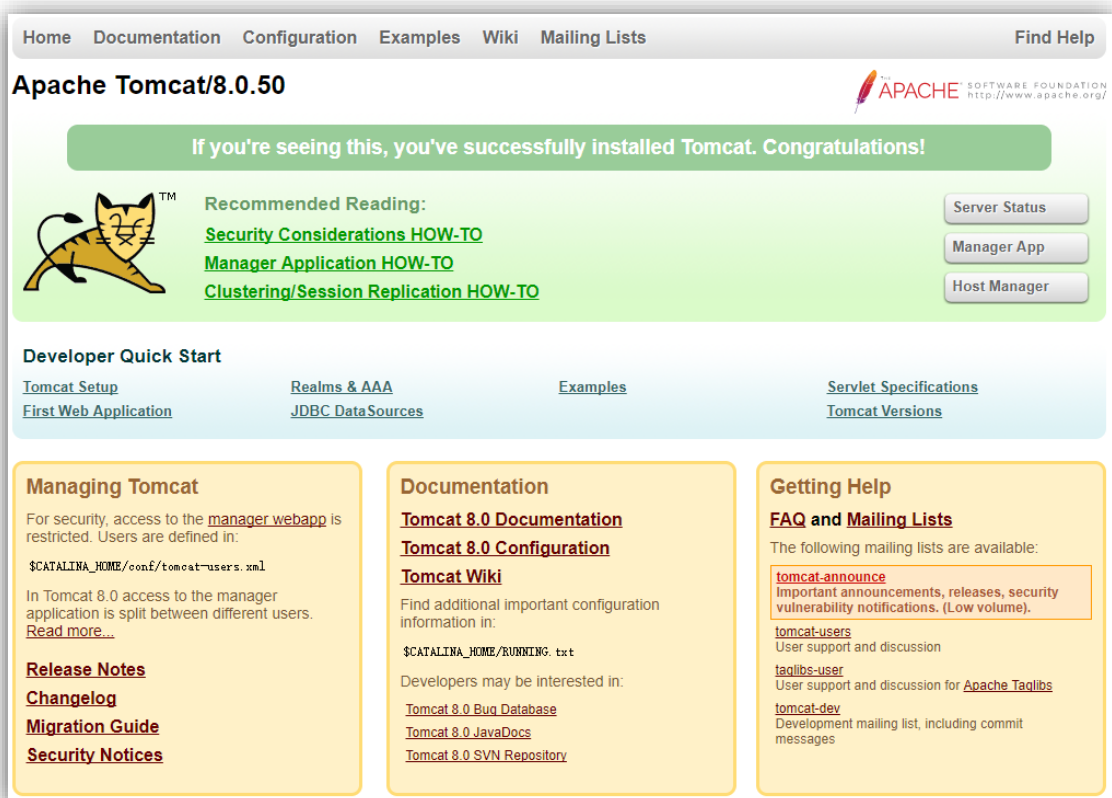 Home Documentation Configuration Examples Wiki Mailing Lists Find Help
Apache Tomcat/8.0.50
THE
APACHE SOFTWARE FOUNDATION
http://www.apache.org/
If you're seeing this, you've successfully installed Tomcat. Congratulations!
TM
Recommended Reading:
Security Considerations HOW-TO
Manager Application HOW-TO
Clustering/Session Replication HOW-TO
Server Status
Manager App
Host Manager
Developer Quick Start
Tomcat Setup
First Web Application
Realms & AAA
JDBC DataSources
Examples
Servlet Specifications
Tomcat Versions
Managing Tomcat
For security, access to the manager webapp is
restricted. Users are defined in:
$CATALINA_HOME/conf/tomcat-users.xml
In Tomcat 8.0 access to the manager
application is split between different users.
Read more...
Release Notes
Changelog
Migration Guide
Security Notices
Documentation
Tomcat 8.0 Documentation
Tomcat 8.0 Configuration
Tomcat Wiki
Find additional important configuration
information in:
$CATALINA_HOME/RUNNING.txt
Developers may be interested in:
Tomcat 8.0 Bug Database
Tomcat 8.0 JavaDocs
Tomcat 8.0 SVN Repository
Getting Help
FAQ and Mailing Lists
The following mailing lists are available:
tomcat-announce
Important announcements, releases, security
vulnerability notifications. (Low volume).
tomcat-users
User support and discussion
taglibs-user
User support and discussion for Apache Taglibs
tomcat-dev
Development mailing list, including commit
messages